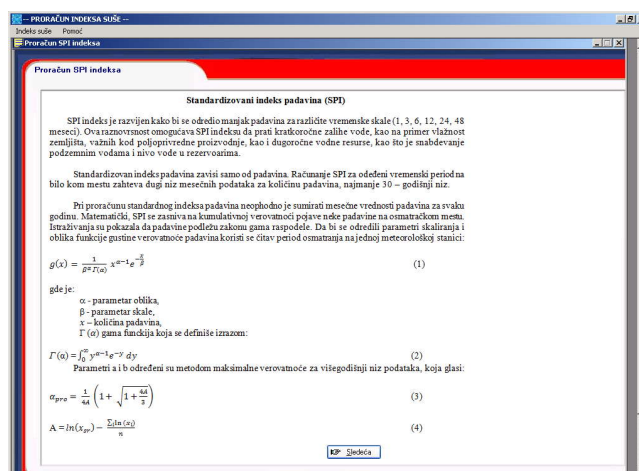 -- PRORAČUN INDEKSA SUŠE --
Indeks suše Pomoć
Proračun SPI indeksa
Proračun SPI indeksa
Standardizovani indeks padavina (SPI)
SPI indeks je razvijen kako bi se odredio manjak padavina za različite vremenske skale (1, 3, 6, 12, 24, 48
meseci). Ova raznovrsnost omogućava SPI indeksu da prati kratkoročne zalihe vode, kao na primer vlažnost
zemljišta, važnih kod poljoprivredne proizvodnje, kao i dugoročne vodne resurse, kao što je snabdevanje
podzemnim vodama i nivo vode u rezervoarima.
Standardizovan indeks padavina zavisi samo od padavina. Računanje SPI za odeđeni vremenski period na
bilo kom mestu zahteva dugi niz mesečnih podataka za količinu padavina, najmanje 30 – godišnji niz.
Pri proračunu standardnog indeksa padavina neophodno je sumirati mesečne vrednosti padavina za svaku
godinu. Matematički, SPI se zasniva na kumulativnoj verovatnoći pojave neke padavine na osmatračkom mestu.
Istraživanja su pokazala da padavine podležu zakonu gama raspodele. Da bi se odredili parametri skaliranja i
oblika funkcije gustine verovatnoće padavina koristi se čitav period osmatranja na jednoj meteorološkoj stanici:
g(x) = 1/(β^α Γ(α)) x^(α−1) e^(−x/β) (1)
gde je:
α - parametar oblika,
β - parametar skale,
x – količina padavina,
Γ (α) gama funckija koja se definiše izrazom:
Γ (α) = ∫₀^∞ y^(α−1) e^(−y) dy (2)
Parametri a i b određeni su metodom maksimalne verovatnoće za višegodišnji niz podataka, koja glasi:
α_pro = 1/(4A) (1 + √(1 + 4A/3)) (3)
A = ln(x_sr) − Σᵢ ln (xᵢ)/n (4)
Sledeća